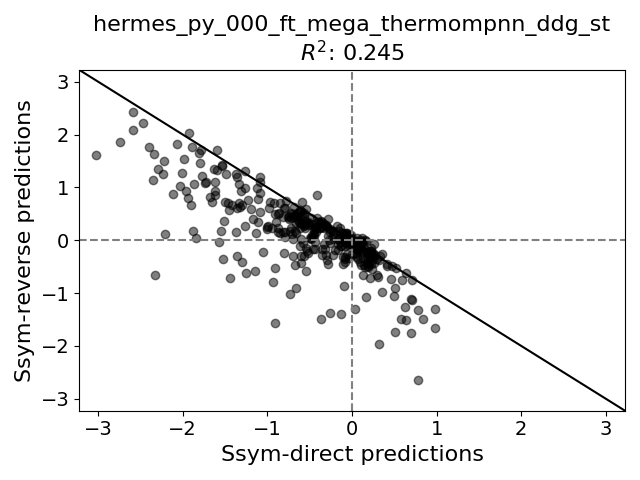 hermes_py_000_ft_mega_thermompnn_ddg_st
R²: 0.245
3
2
1
0
−1
−2
−3
Ssym-reverse predictions
−3 −2 −1 0 1 2 3
Ssym-direct predictions